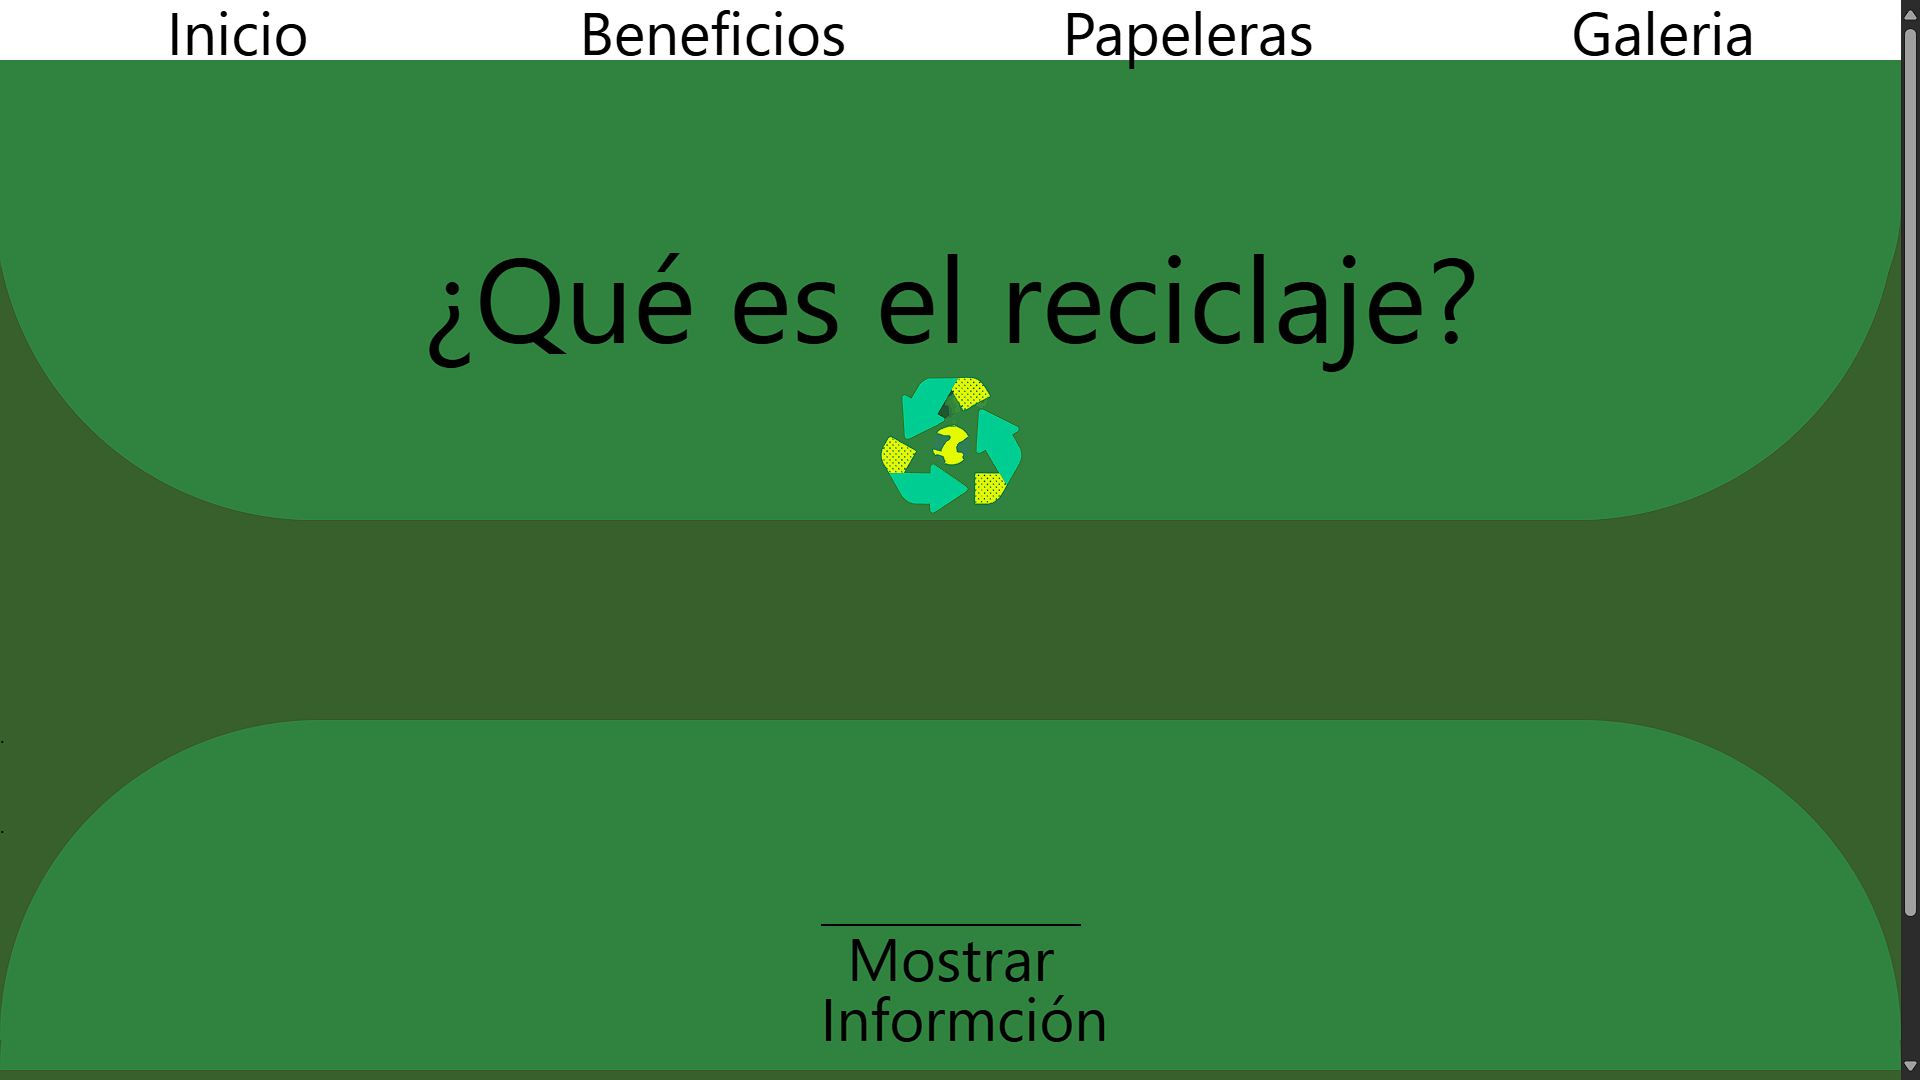 Inicio Beneficios Papeleras Galeria
¿Qué es el reciclaje?
Mostrar
Informción